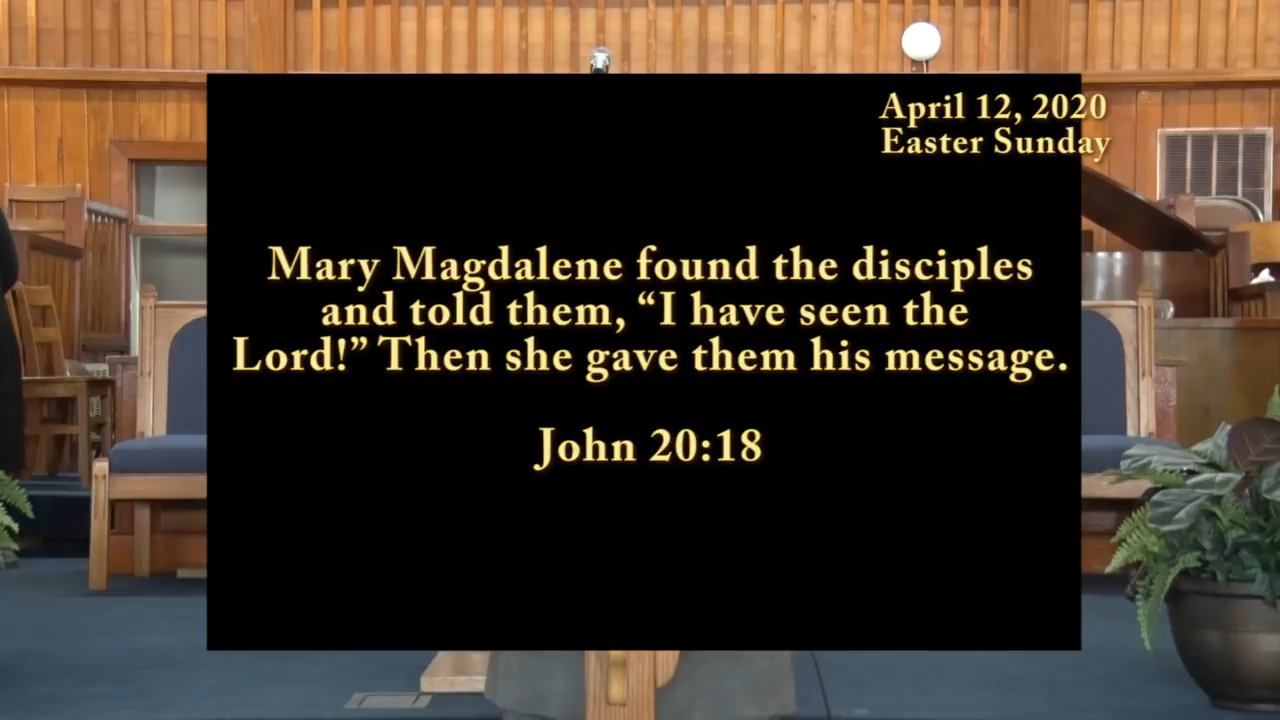 April 12, 2020
Easter Sunday
Mary Magdalene found the disciples
and told them, “I have seen the
Lord!” Then she gave them his message.
John 20:18